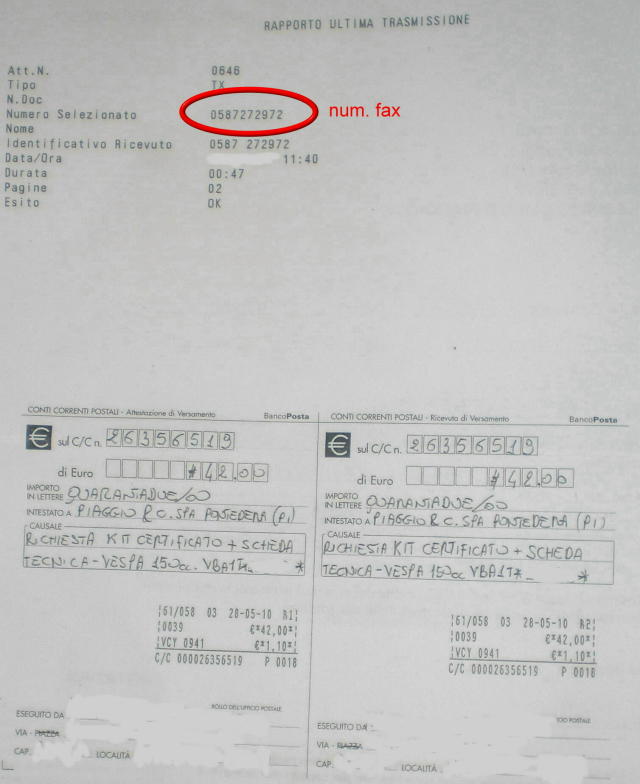 RAPPORTO ULTIMA TRASMISSIONE
Att.N. 0646
Tipo TX
N.Doc
Numero Selezionato 0587272972 num. fax
Nome
Identificativo Ricevuto 0587 272972
Data/Ora 11:40
Durata 00:47
Pagine 02
Esito OK
CONTI CORRENTI POSTALI - Attestazione di Versamento BancoPosta
€ sul C/C n. 26356519
di Euro #42,00
IMPORTO IN LETTERE QUARANTADUE/00
INTESTATO A PIAGGIO & C. SPA PONTEDERA (PI)
CAUSALE
RICHIESTA KIT CERTIFICATO + SCHEDA
TECNICA - VESPA 150cc VBA1T*
61/058 03 28-05-10 R1
0039 €*42,00*
VCY 0941 €*1,10*
C/C 000026356519 P 0018
BOLLO DELL'UFFICIO POSTALE
ESEGUITO DA
VIA - PIAZZA
CAP. LOCALITÀ
CONTI CORRENTI POSTALI - Ricevuta di Versamento BancoPosta
€ sul C/C n. 26356519
di Euro #42,00
IMPORTO IN LETTERE QUARANTADUE/00
INTESTATO A PIAGGIO & C. SPA PONTEDERA (PI)
CAUSALE
RICHIESTA KIT CERTIFICATO + SCHEDA
TECNICA - VESPA 150cc VBA1T*
61/058 03 28-05-10 R2
0039 €*42,00*
VCY 0941 €*1,10*
C/C 000026356519 P 0018
POSTALE
ESEGUITO DA
VIA - PIAZZA
CAP. LOCALITÀ